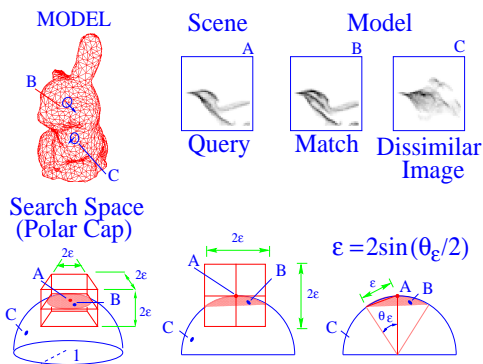 MODEL
Scene
Model
A
B
C
B
C
Query
Match
Dissimilar
Image
Search Space
(Polar Cap)
2ε
2ε
2ε
A
B
C
1
2ε
2ε
A
B
C
ε=2sin(θε/2)
ε
A
B
C
θε